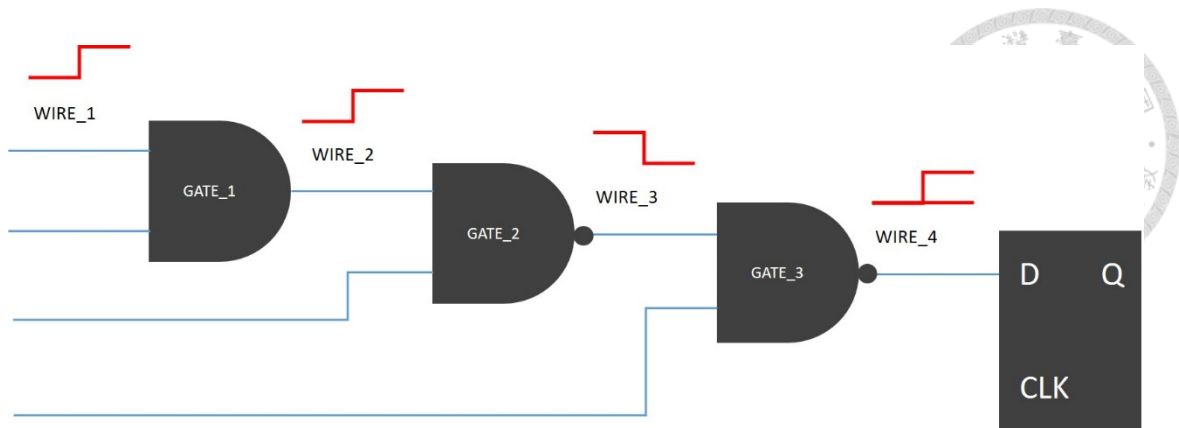 WIRE_1
WIRE_2
WIRE_3
WIRE_4
GATE_1
GATE_2
GATE_3
D Q
CLK